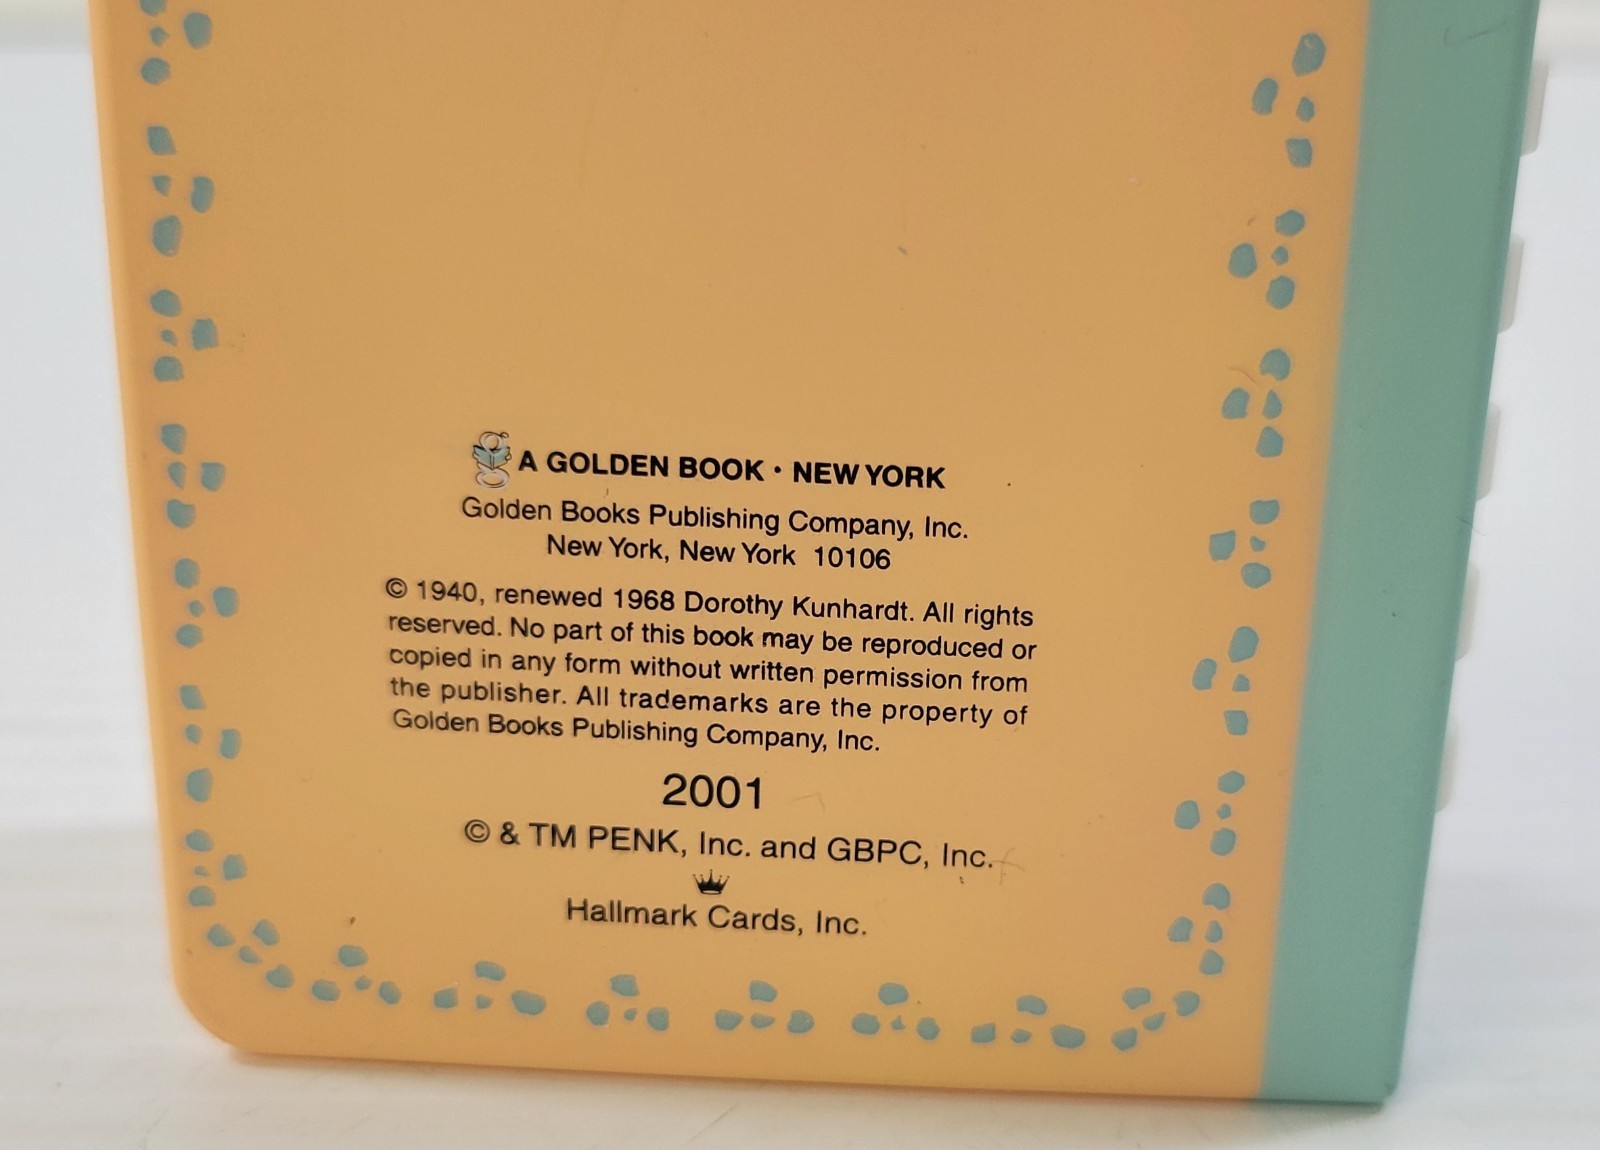 A GOLDEN BOOK • NEW YORK
Golden Books Publishing Company, Inc.
New York, New York 10106
© 1940, renewed 1968 Dorothy Kunhardt. All rights
reserved. No part of this book may be reproduced or
copied in any form without written permission from
the publisher. All trademarks are the property of
Golden Books Publishing Company, Inc.
2001
© & TM PENK, Inc. and GBPC, Inc.
Hallmark Cards, Inc.